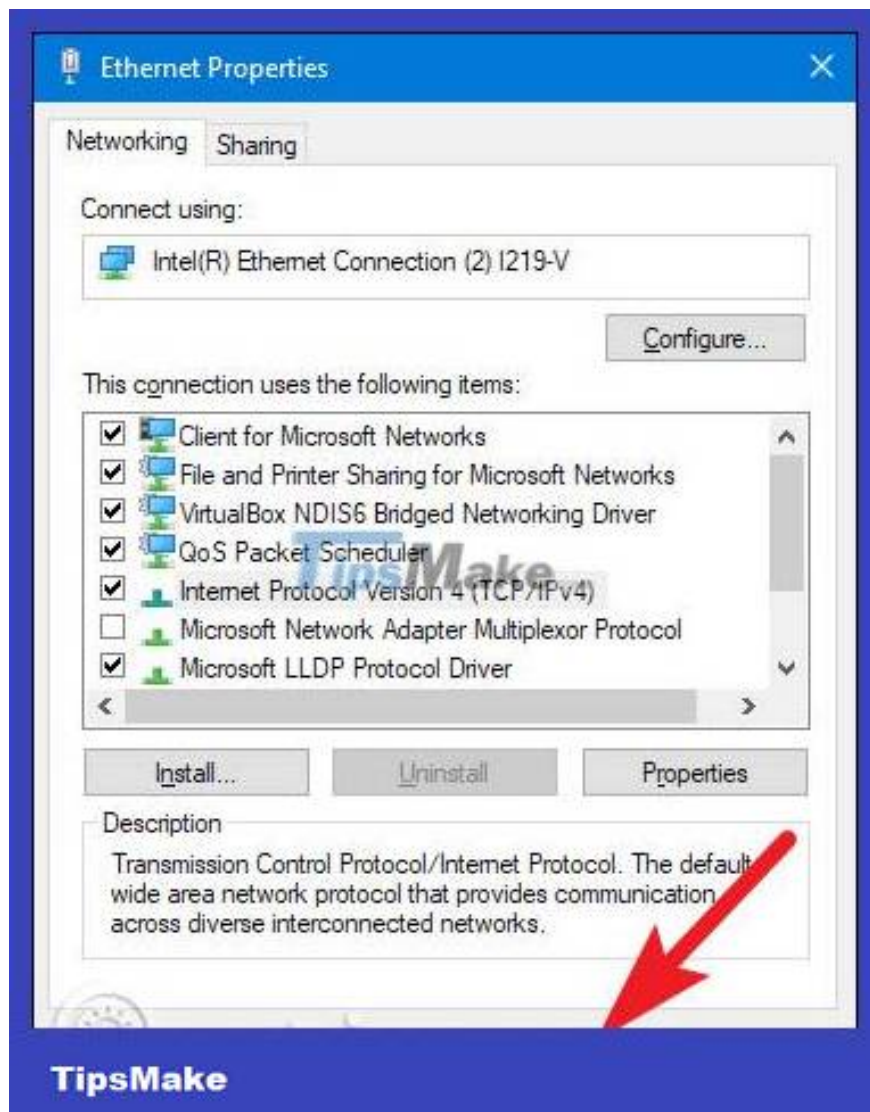 Ethernet Properties
Networking
Sharing
Connect using:
Intel(R) Ethernet Connection (2) I219-V
Configure...
This connection uses the following items:
Client for Microsoft Networks
File and Printer Sharing for Microsoft Networks
VirtualBox NDIS6 Bridged Networking Driver
QoS Packet Scheduler
TipsMake
Internet Protocol Version 4 (TCP/IPv4)
Microsoft Network Adapter Multiplexor Protocol
Microsoft LLDP Protocol Driver
Install...
Uninstall
Properties
Description
Transmission Control Protocol/Internet Protocol. The default
wide area network protocol that provides communication
across diverse interconnected networks.
TipsMake